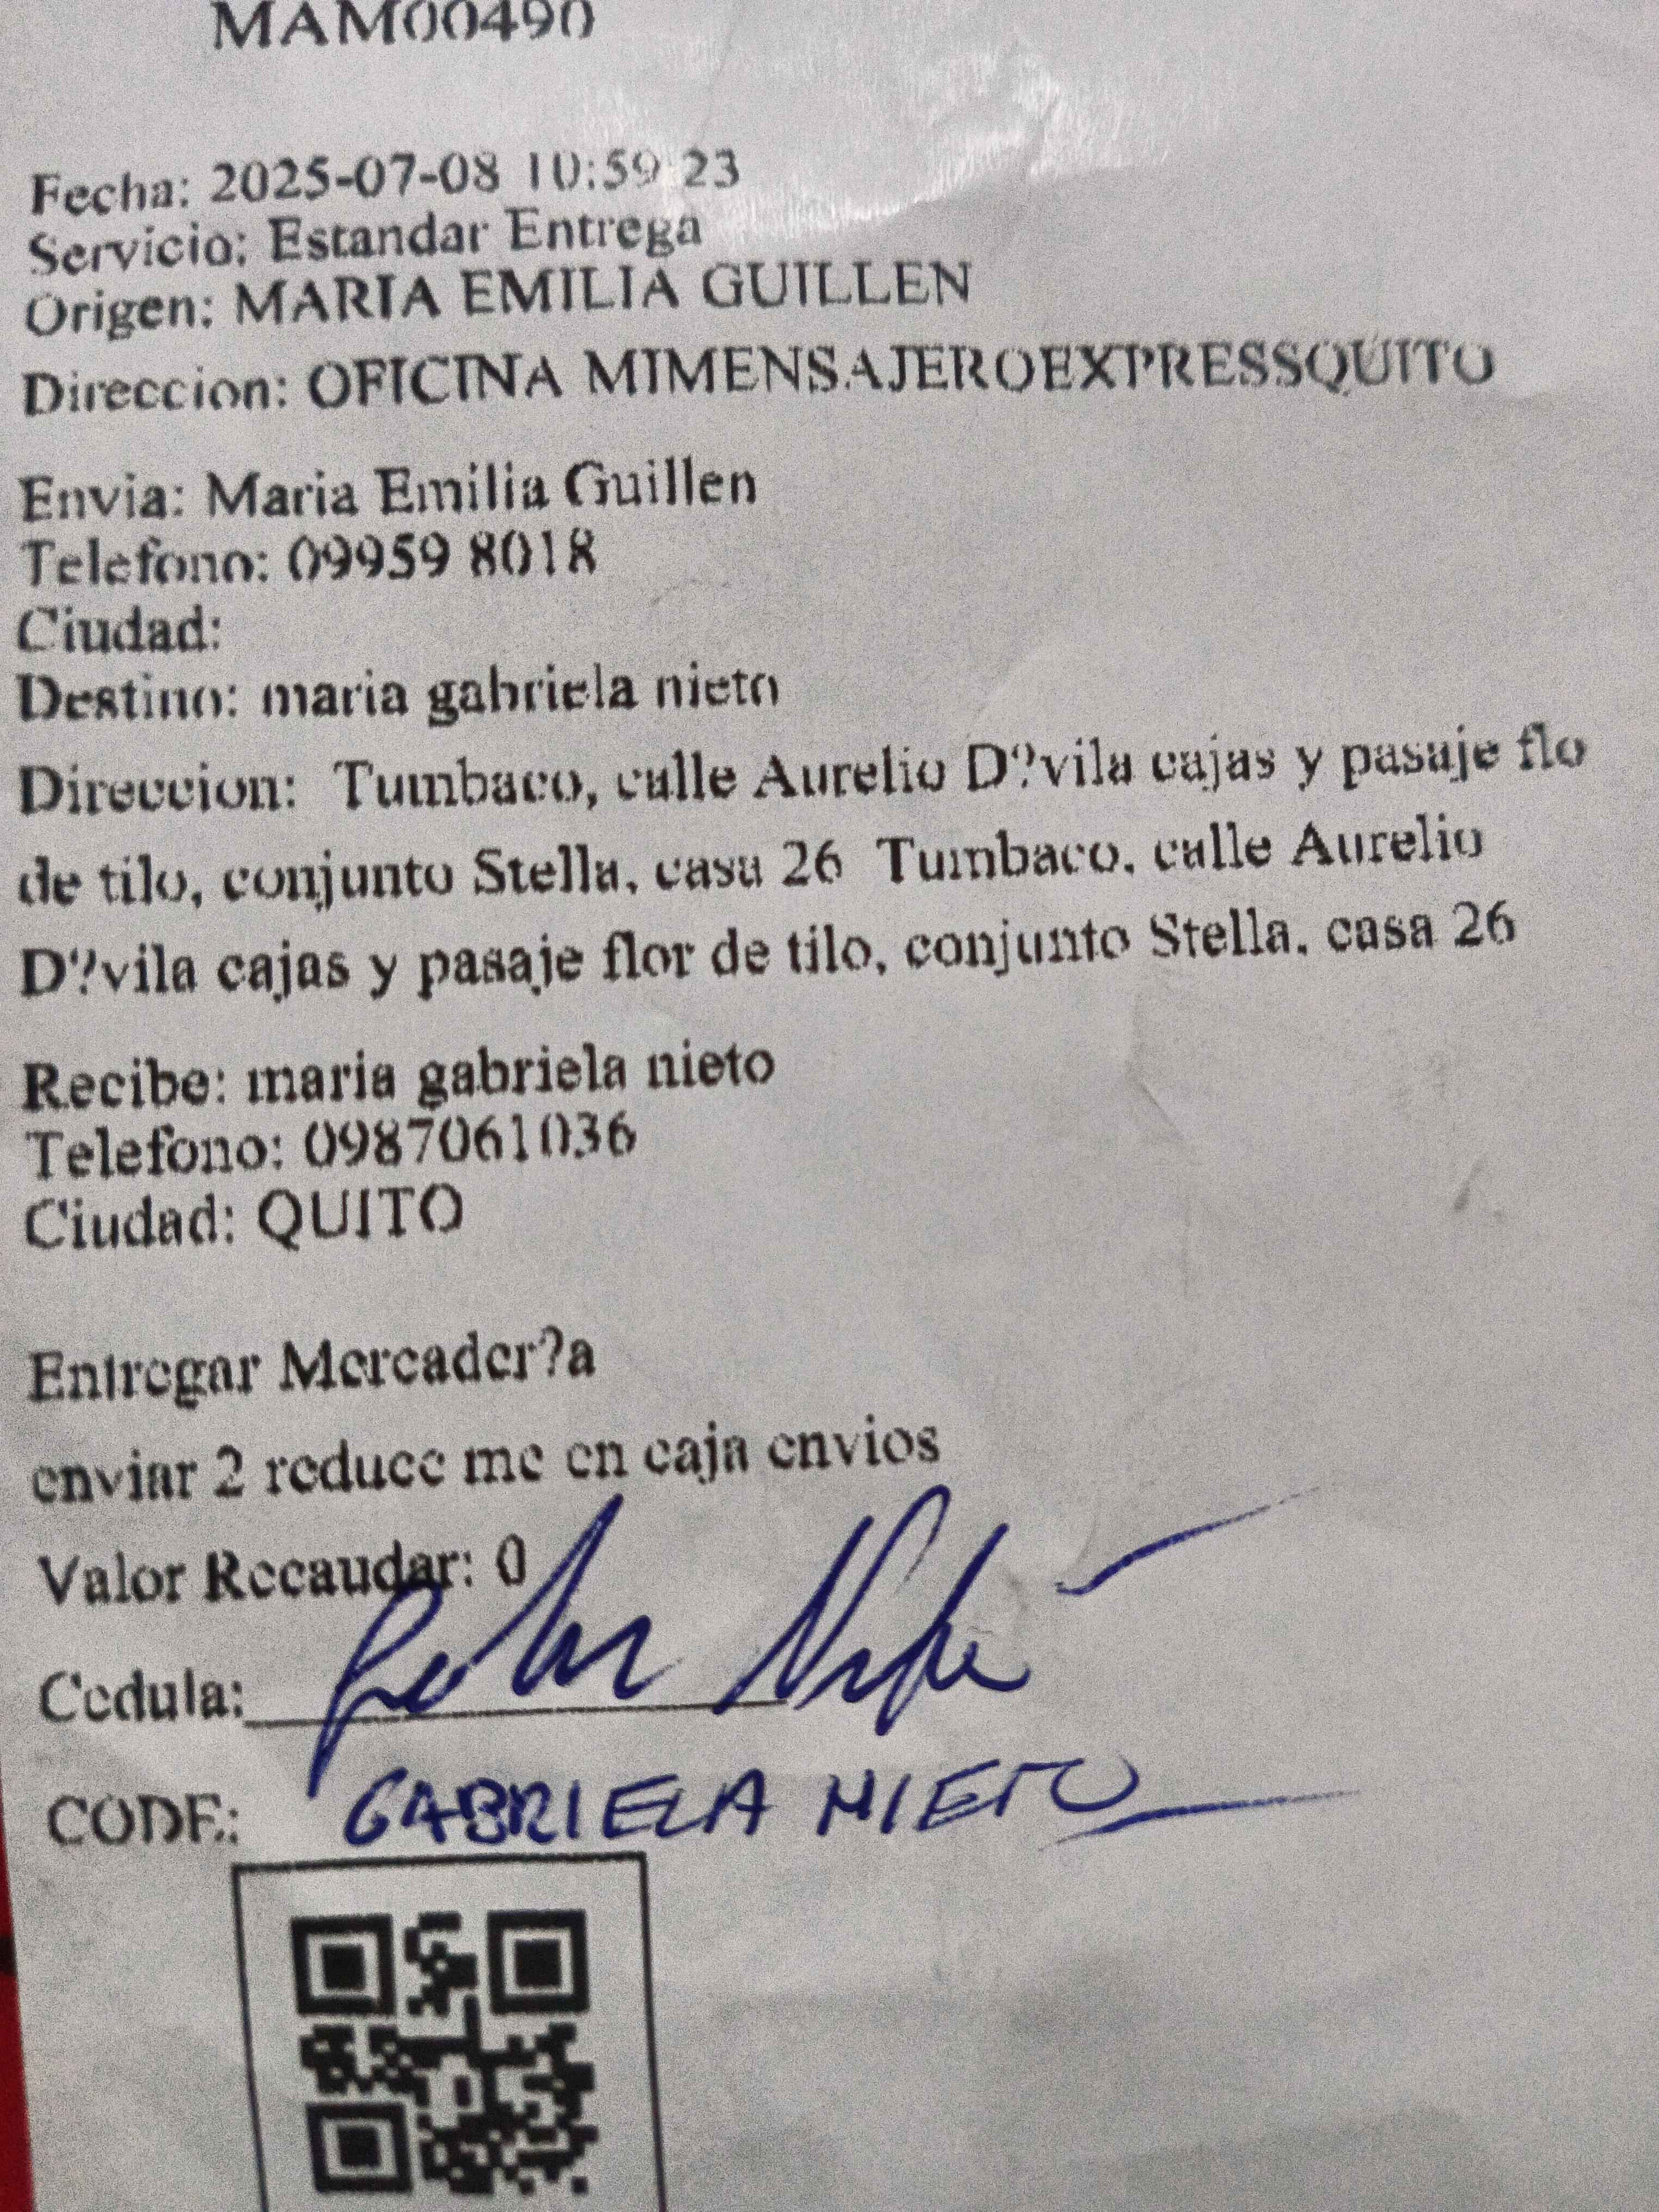 MAM00490
Fecha: 2025-07-08 10:59:23
Servicio: Estandar Entrega
Origen: MARIA EMILIA GUILLEN
Direccion: OFICINA MIMENSAJEROEXPRESSQUITO
Envia: Maria Emilia Guillen
Telefono: 09959 8018
Ciudad:
Destino: maria gabriela nieto
Direccion: Tumbaco, calle Aurelio D?vila cajas y pasaje flo
de tilo, conjunto Stella, casa 26 Tumbaco, calle Aurelio
D?vila cajas y pasaje flor de tilo, conjunto Stella, casa 26
Recibe: maria gabriela nieto
Telefono: 0987061036
Ciudad: QUITO
Entregar Mercader?a
enviar 2 reduce me en caja envios
Valor Recaudar: 0
Cedula:
CODE: GABRIELA NIETO